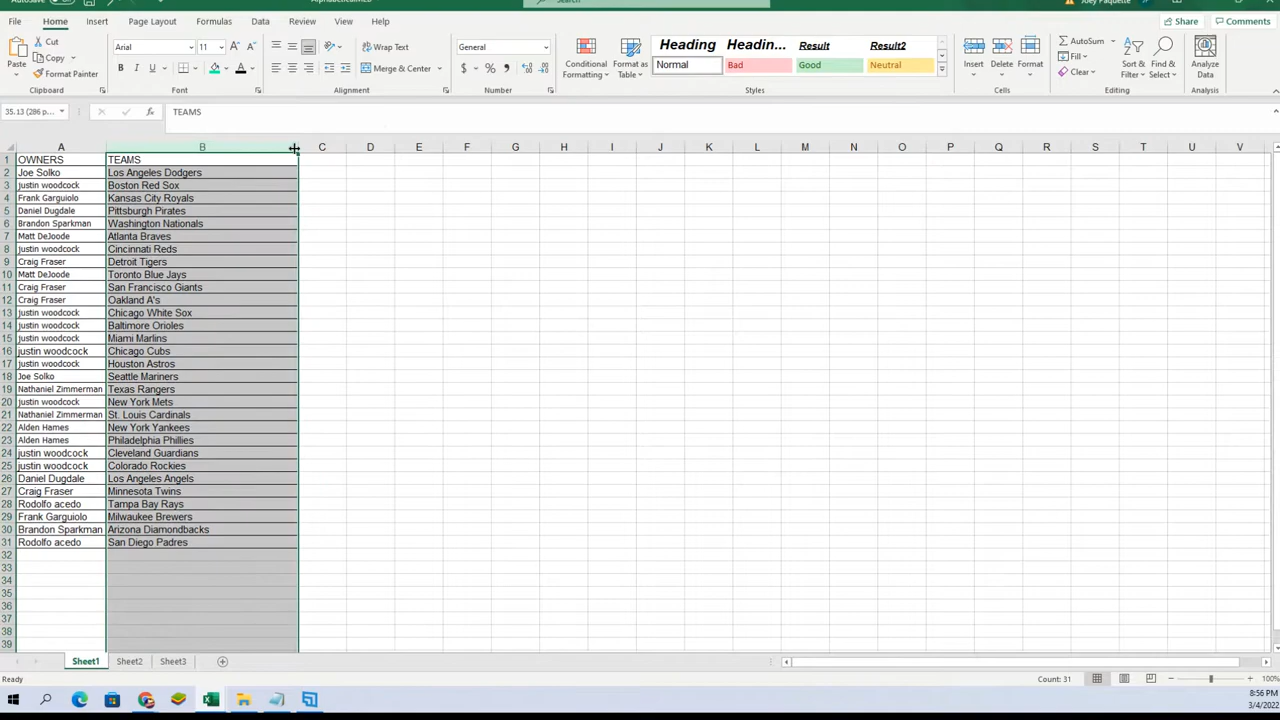 File Home Insert Draw Page Layout Formulas Data Review View Help Share Comments
Cut
Copy
Format Painter
Paste
Clipboard
Arial 11
Font
Wrap Text
Merge & Center
Alignment
General
Number
Conditional Formatting
Format as Table
Heading Headin... Result Result2
Normal Bad Good Neutral
Styles
Insert Delete Format
Cells
AutoSum
Fill
Clear
Sort & Filter
Find & Select
Editing
Analyze Data
Analysis
35.13 (286 p... fx TEAMS
A B C D E F G H I J K L M N O P Q R S T U V
1 OWNERS TEAMS
2 Joe Solko Los Angeles Dodgers
3 justin woodcock Boston Red Sox
4 Frank Garguiolo Kansas City Royals
5 Daniel Dugdale Pittsburgh Pirates
6 Brandon Sparkman Washington Nationals
7 Matt DeJoode Atlanta Braves
8 justin woodcock Cincinnati Reds
9 Craig Fraser Detroit Tigers
10 Matt DeJoode Toronto Blue Jays
11 Craig Fraser San Francisco Giants
12 Craig Fraser Oakland A's
13 justin woodcock Chicago White Sox
14 justin woodcock Baltimore Orioles
15 justin woodcock Miami Marlins
16 justin woodcock Chicago Cubs
17 justin woodcock Houston Astros
18 Joe Solko Seattle Mariners
19 Nathaniel Zimmerman Texas Rangers
20 justin woodcock New York Mets
21 Nathaniel Zimmerman St. Louis Cardinals
22 Alden Hames New York Yankees
23 Alden Hames Philadelphia Phillies
24 justin woodcock Cleveland Guardians
25 justin woodcock Colorado Rockies
26 Daniel Dugdale Los Angeles Angels
27 Craig Fraser Minnesota Twins
28 Rodolfo acedo Tampa Bay Rays
29 Frank Garguiolo Milwaukee Brewers
30 Brandon Sparkman Arizona Diamondbacks
31 Rodolfo acedo San Diego Padres
32
33
34
35
36
37
38
39
Sheet1 Sheet2 Sheet3
Ready Count: 31 100%
8:56 PM
3/4/2022